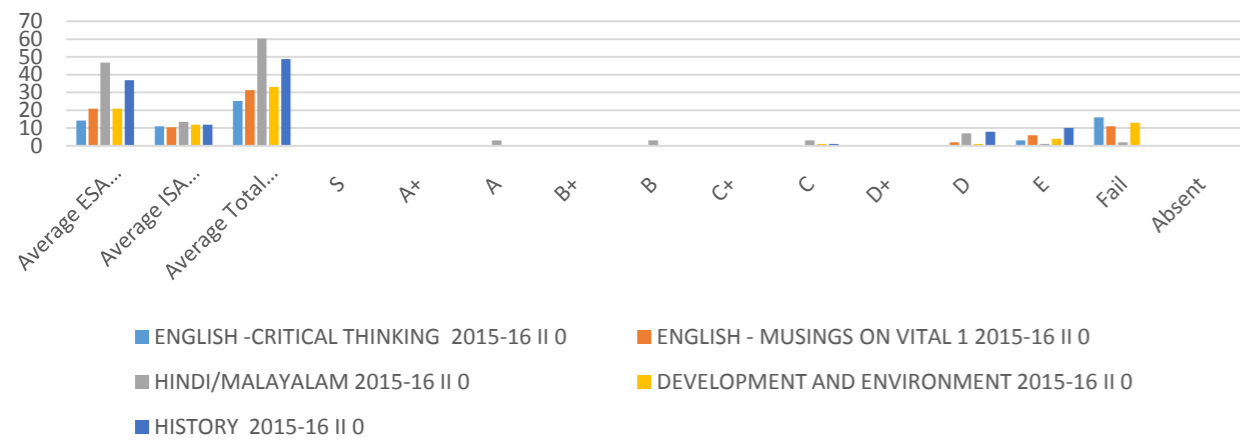 70
60
50
40
30
20
10
0
Average ESA...
Average ISA...
Average Total...
S
A+
A
B+
B
C+
C
D+
D
E
Fail
Absent
ENGLISH -CRITICAL THINKING 2015-16 II 0
ENGLISH - MUSINGS ON VITAL 1 2015-16 II 0
HINDI/MALAYALAM 2015-16 II 0
DEVELOPMENT AND ENVIRONMENT 2015-16 II 0
HISTORY 2015-16 II 0